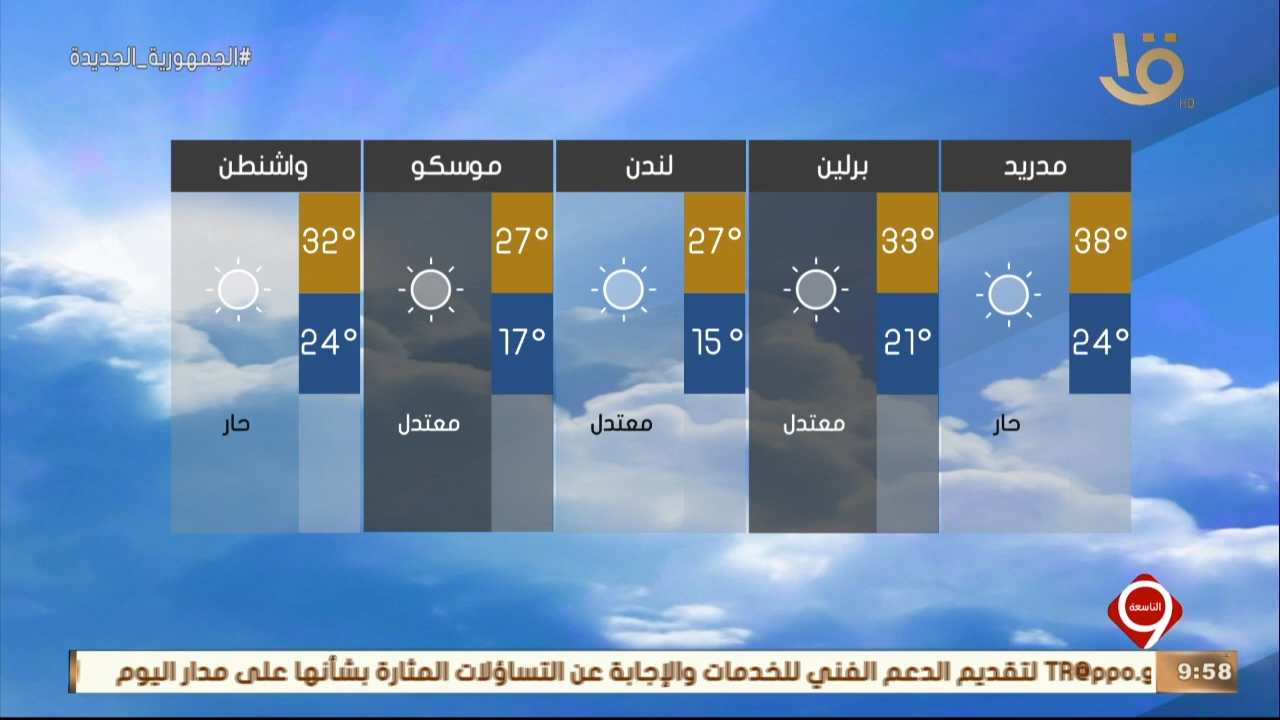 #الجمهورية_الجديدة
HD
مدريد
برلين
لندن
موسكو
واشنطن
38°
33°
27°
27°
32°
24°
21°
15°
17°
24°
حار
معتدل
معتدل
معتدل
حار
التاسعة
9
TR@ppo.g لتقديم الدعم الفني للخدمات والإجابة عن التساؤلات المثارة بشأنها على مدار اليوم
9:58